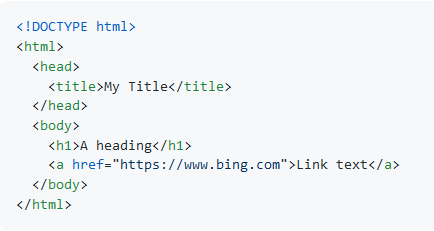 <!DOCTYPE html>
<html>
  <head>
    <title>My Title</title>
  </head>
  <body>
    <h1>A heading</h1>
    <a href="https://www.bing.com">Link text</a>
  </body>
</html>